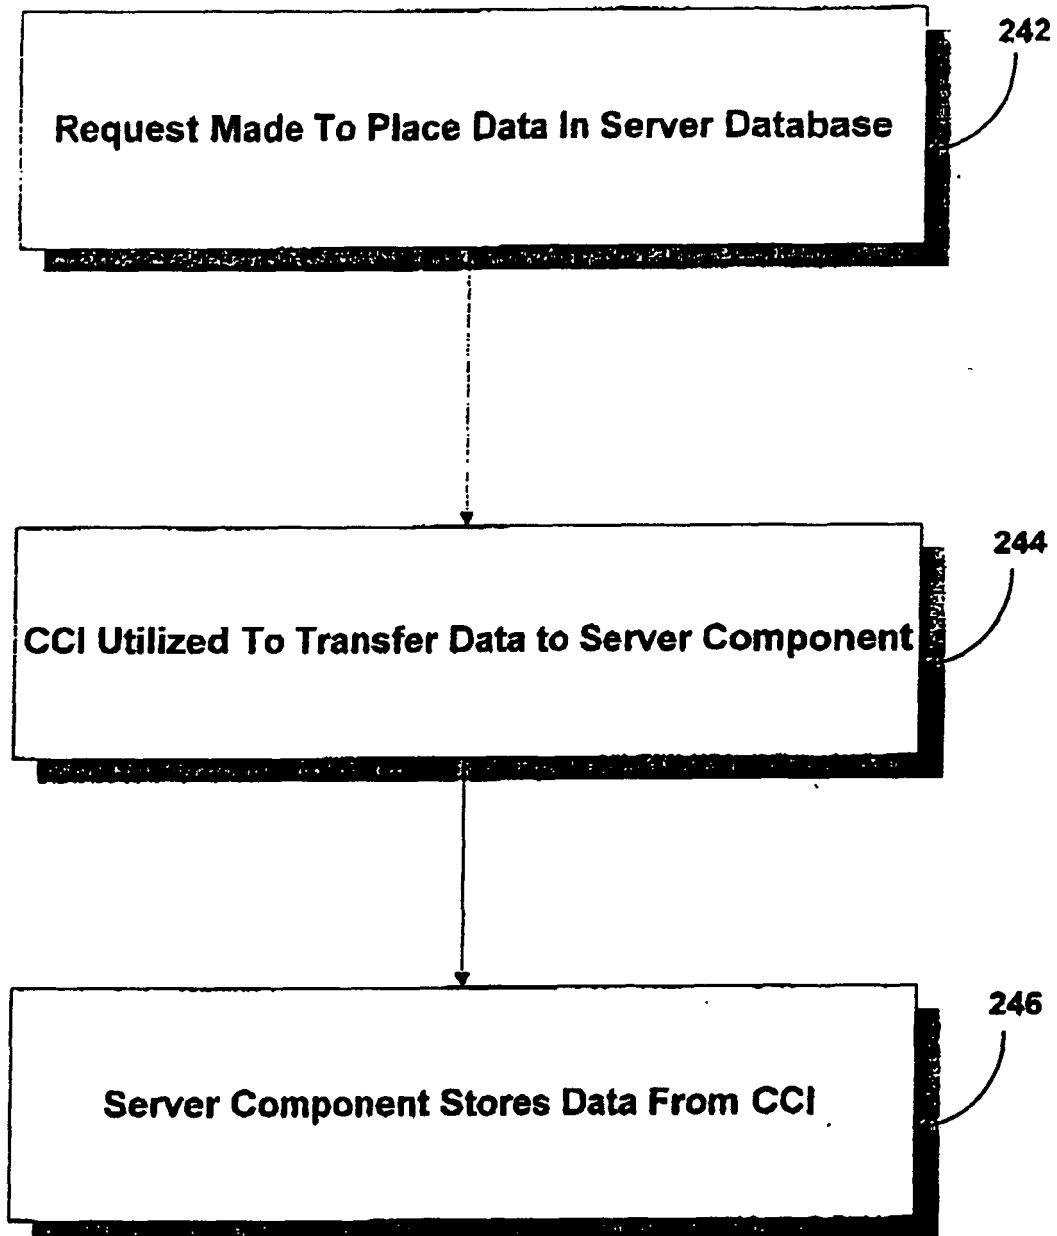 242
Request Made To Place Data In Server Database
244
CCI Utilized To Transfer Data to Server Component
246
Server Component Stores Data From CCI